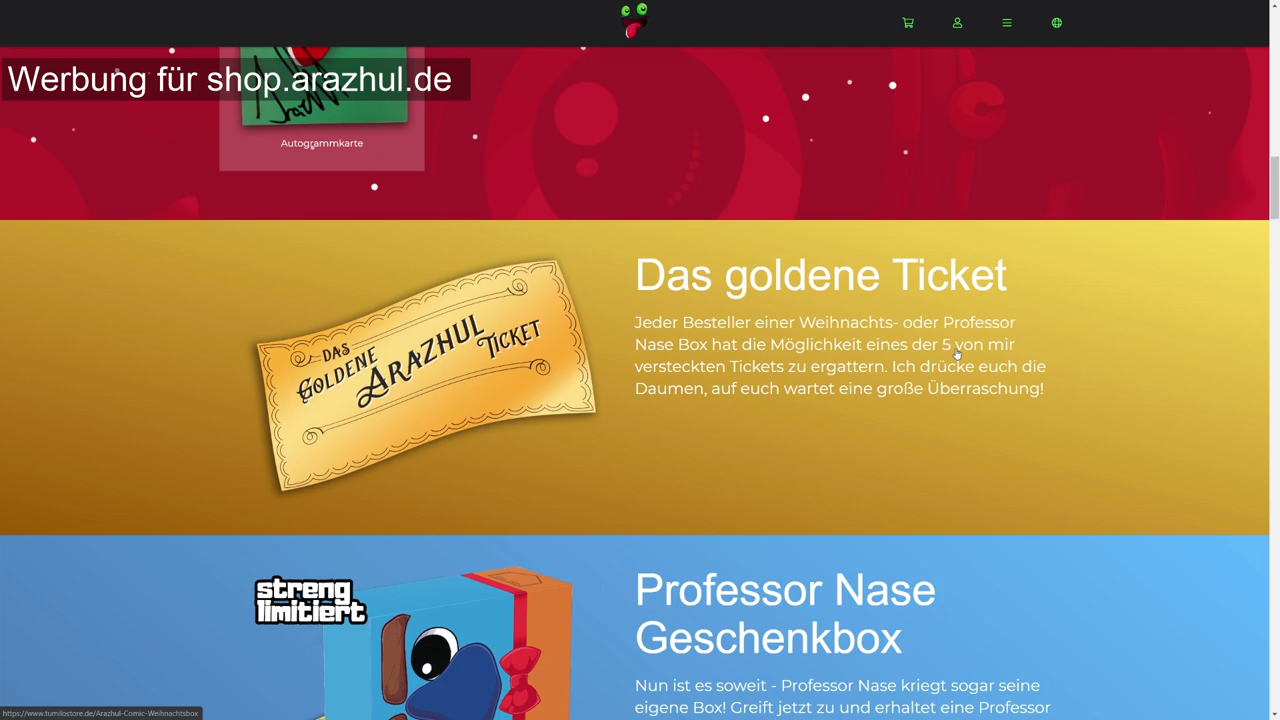 Werbung für shop.arazhul.de
Autogrammkarte
DAS
GOLDENE
ARAZHUL
TICKET
Das goldene Ticket
Jeder Besteller einer Weihnachts- oder Professor
Nase Box hat die Möglichkeit eines der 5 von mir
versteckten Tickets zu ergattern. Ich drücke euch die
Daumen, auf euch wartet eine große Überraschung!
streng
limitiert
Professor Nase
Geschenkbox
Nun ist es soweit - Professor Nase kriegt sogar seine
eigene Box! Greift jetzt zu und erhaltet eine Professor
https://www.tumilostore.de/Arazhul-Comic-Weihnachtsbox